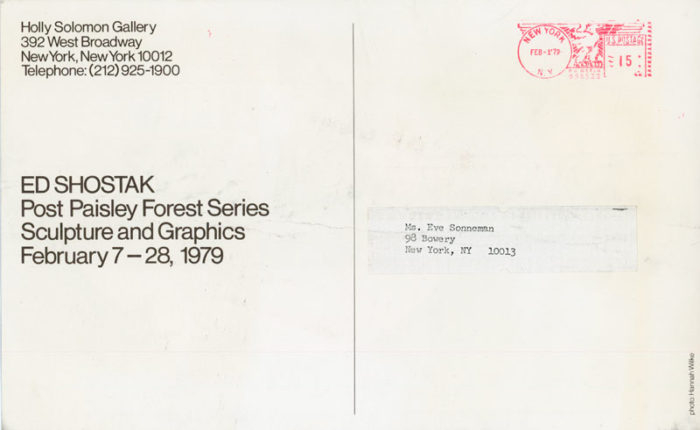 Holly Solomon Gallery
392 West Broadway
New York, New York 10012
Telephone: (212) 925-1900
NEW YORK
FEB-1'79
N.Y.
U.S. POSTAGE
15
ED SHOSTAK
Post Paisley Forest Series
Sculpture and Graphics
February 7 – 28, 1979
Ms. Eve Sonneman
98 Bowery
New York, NY 10013
photo: Hannah Wilke